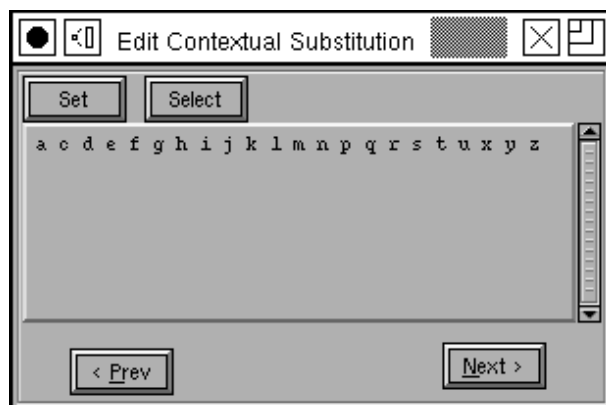 Edit Contextual Substitution
Set Select
a c d e f g h i j k l m n p q r s t u x y z
< Prev Next >